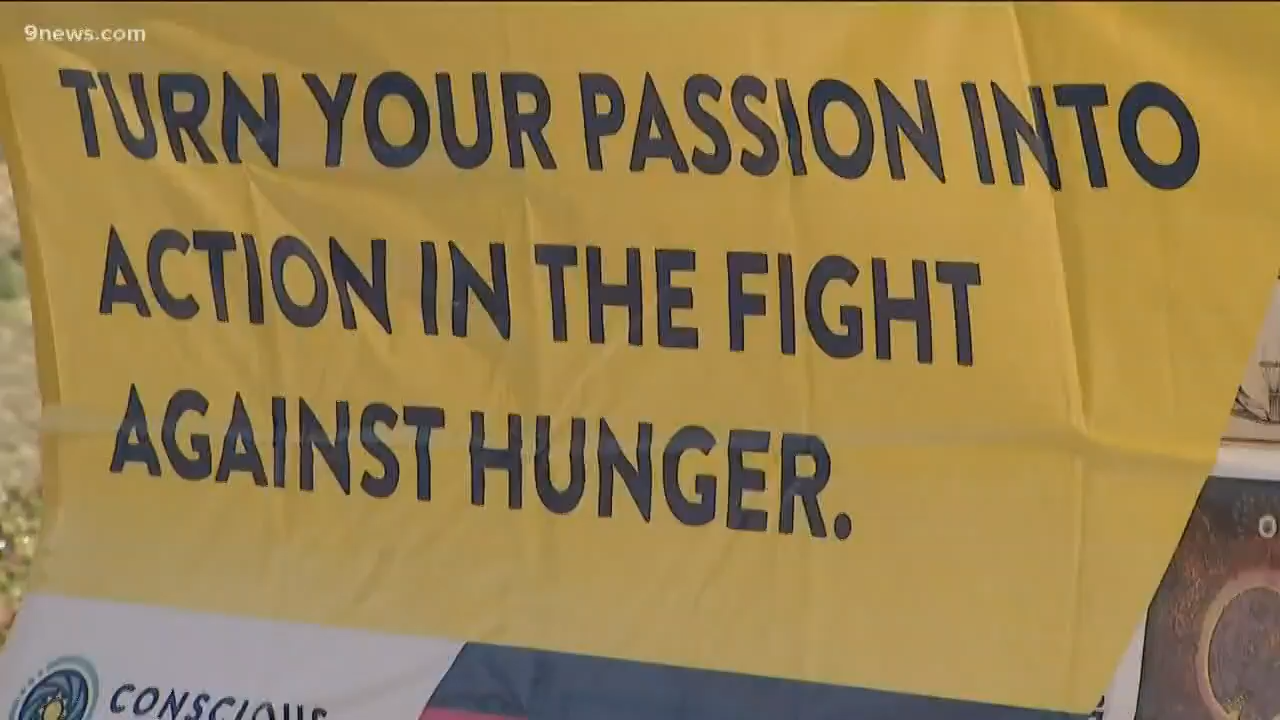 9news.com
TURN YOUR PASSION INTO
ACTION IN THE FIGHT
AGAINST HUNGER.
CONSCIOUS